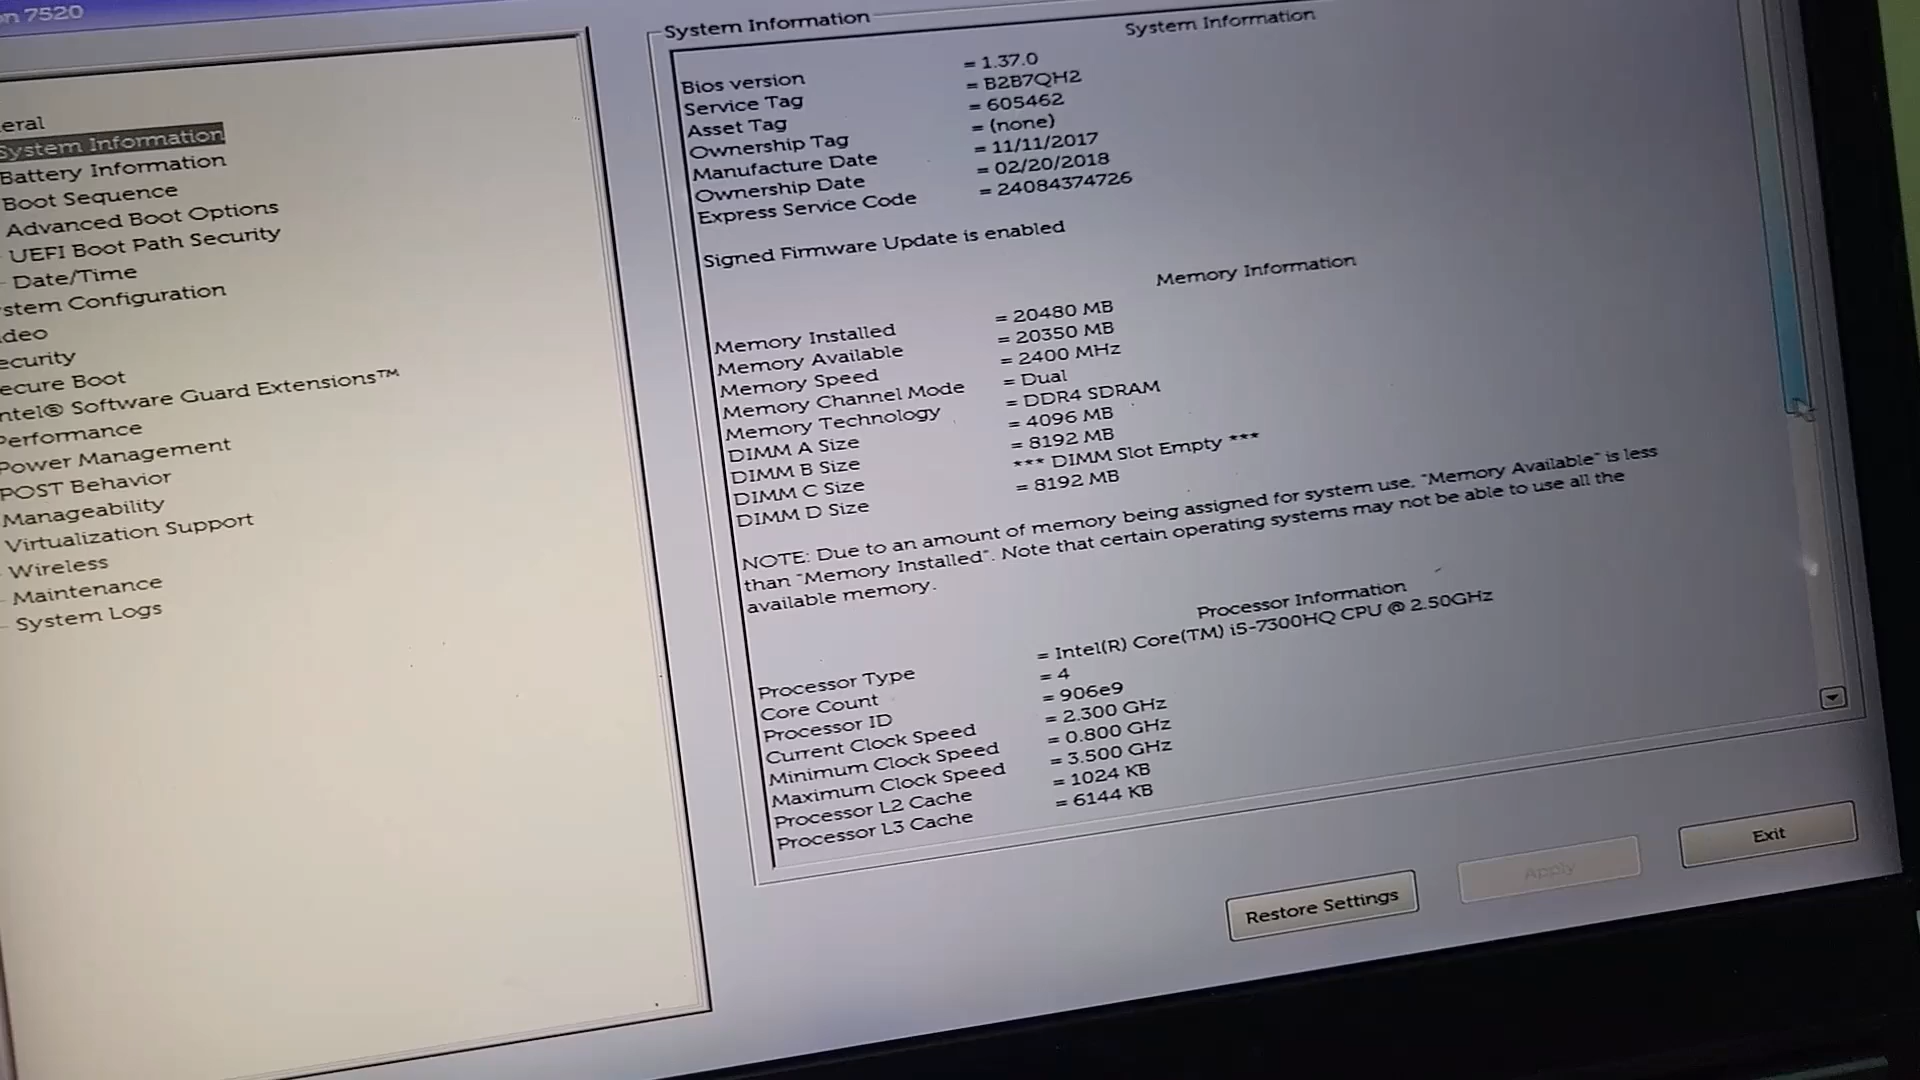 7520
System Information
Battery Information
Boot Sequence
Advanced Boot Options
UEFI Boot Path Security
Date/Time
Configuration
Boot
Software Guard Extensions™
Performance
Power Management
POST Behavior
Manageability
Virtualization Support
Wireless
Maintenance
System Logs
System Information
System Information
Bios version = 1.37.0
Service Tag = B2B7QH2
Asset Tag = 605462
Ownership Tag = (none)
Manufacture Date = 11/11/2017
Ownership Date = 02/20/2018
Express Service Code = 24084374726
Signed Firmware Update is enabled
Memory Information
Memory Installed = 20480 MB
Memory Available = 20350 MB
Memory Speed = 2400 MHz
Memory Channel Mode = Dual
Memory Technology = DDR4 SDRAM
DIMM A Size = 4096 MB
DIMM B Size = 8192 MB
DIMM C Size *** DIMM Slot Empty ***
DIMM D Size = 8192 MB
NOTE: Due to an amount of memory being assigned for system use, "Memory Available" is less
than "Memory Installed". Note that certain operating systems may not be able to use all the
available memory.
Processor Information
Processor Type = Intel(R) Core(TM) i5-7300HQ CPU @ 2.50GHz
Core Count = 4
Processor ID = 906e9
Current Clock Speed = 2.300 GHz
Minimum Clock Speed = 0.800 GHz
Maximum Clock Speed = 3.500 GHz
Processor L2 Cache = 1024 KB
Processor L3 Cache = 6144 KB
Restore Settings
Apply
Exit